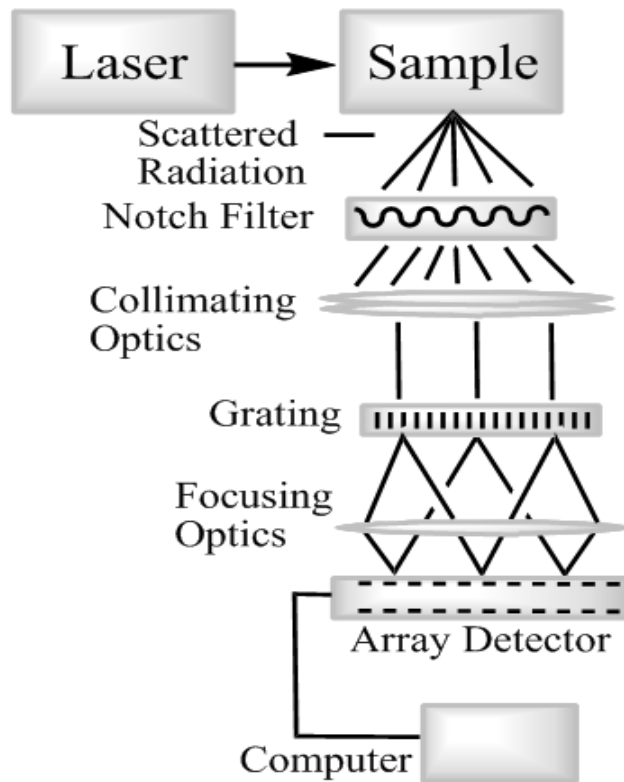 Laser
Sample
Scattered
Radiation
Notch Filter
Collimating
Optics
Grating
Focusing
Optics
Array Detector
Computer